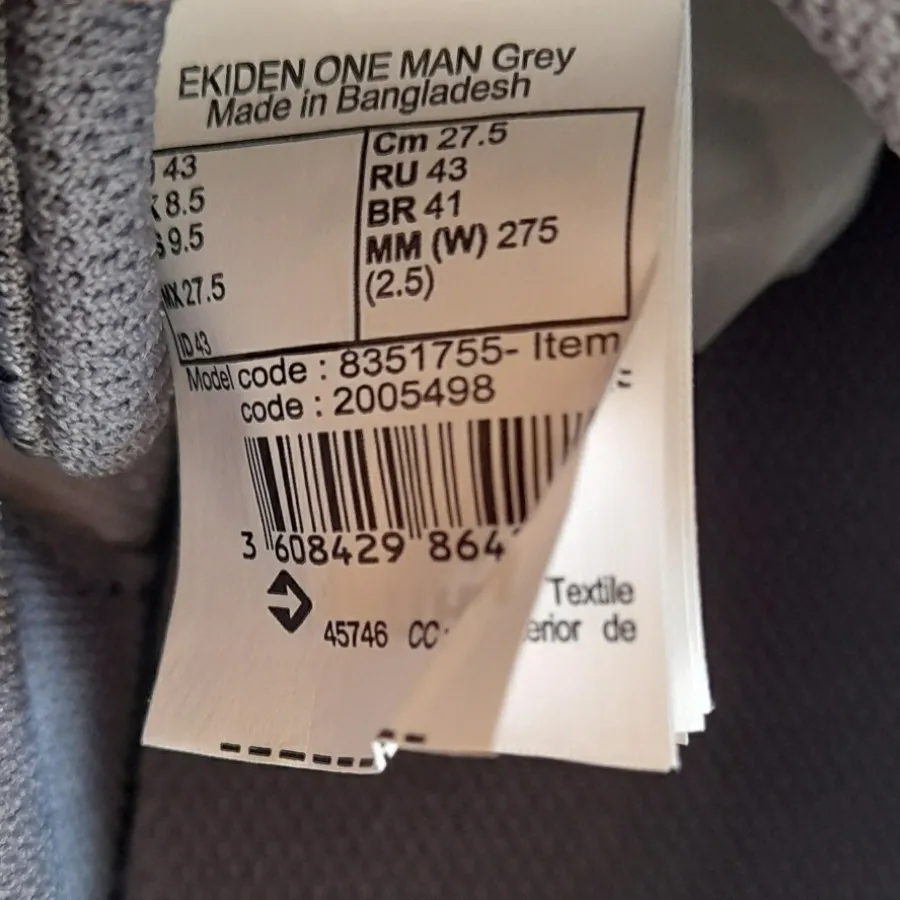 EKIDEN ONE MAN Grey
Made in Bangladesh
43
8.5
9.5
MX 27.5
ID 43
Cm 27.5
RU 43
BR 41
MM (W) 275
(2.5)
Model code : 8351755- Item
code : 2005498
3 608429 864
45746 CC
Textile
erior de